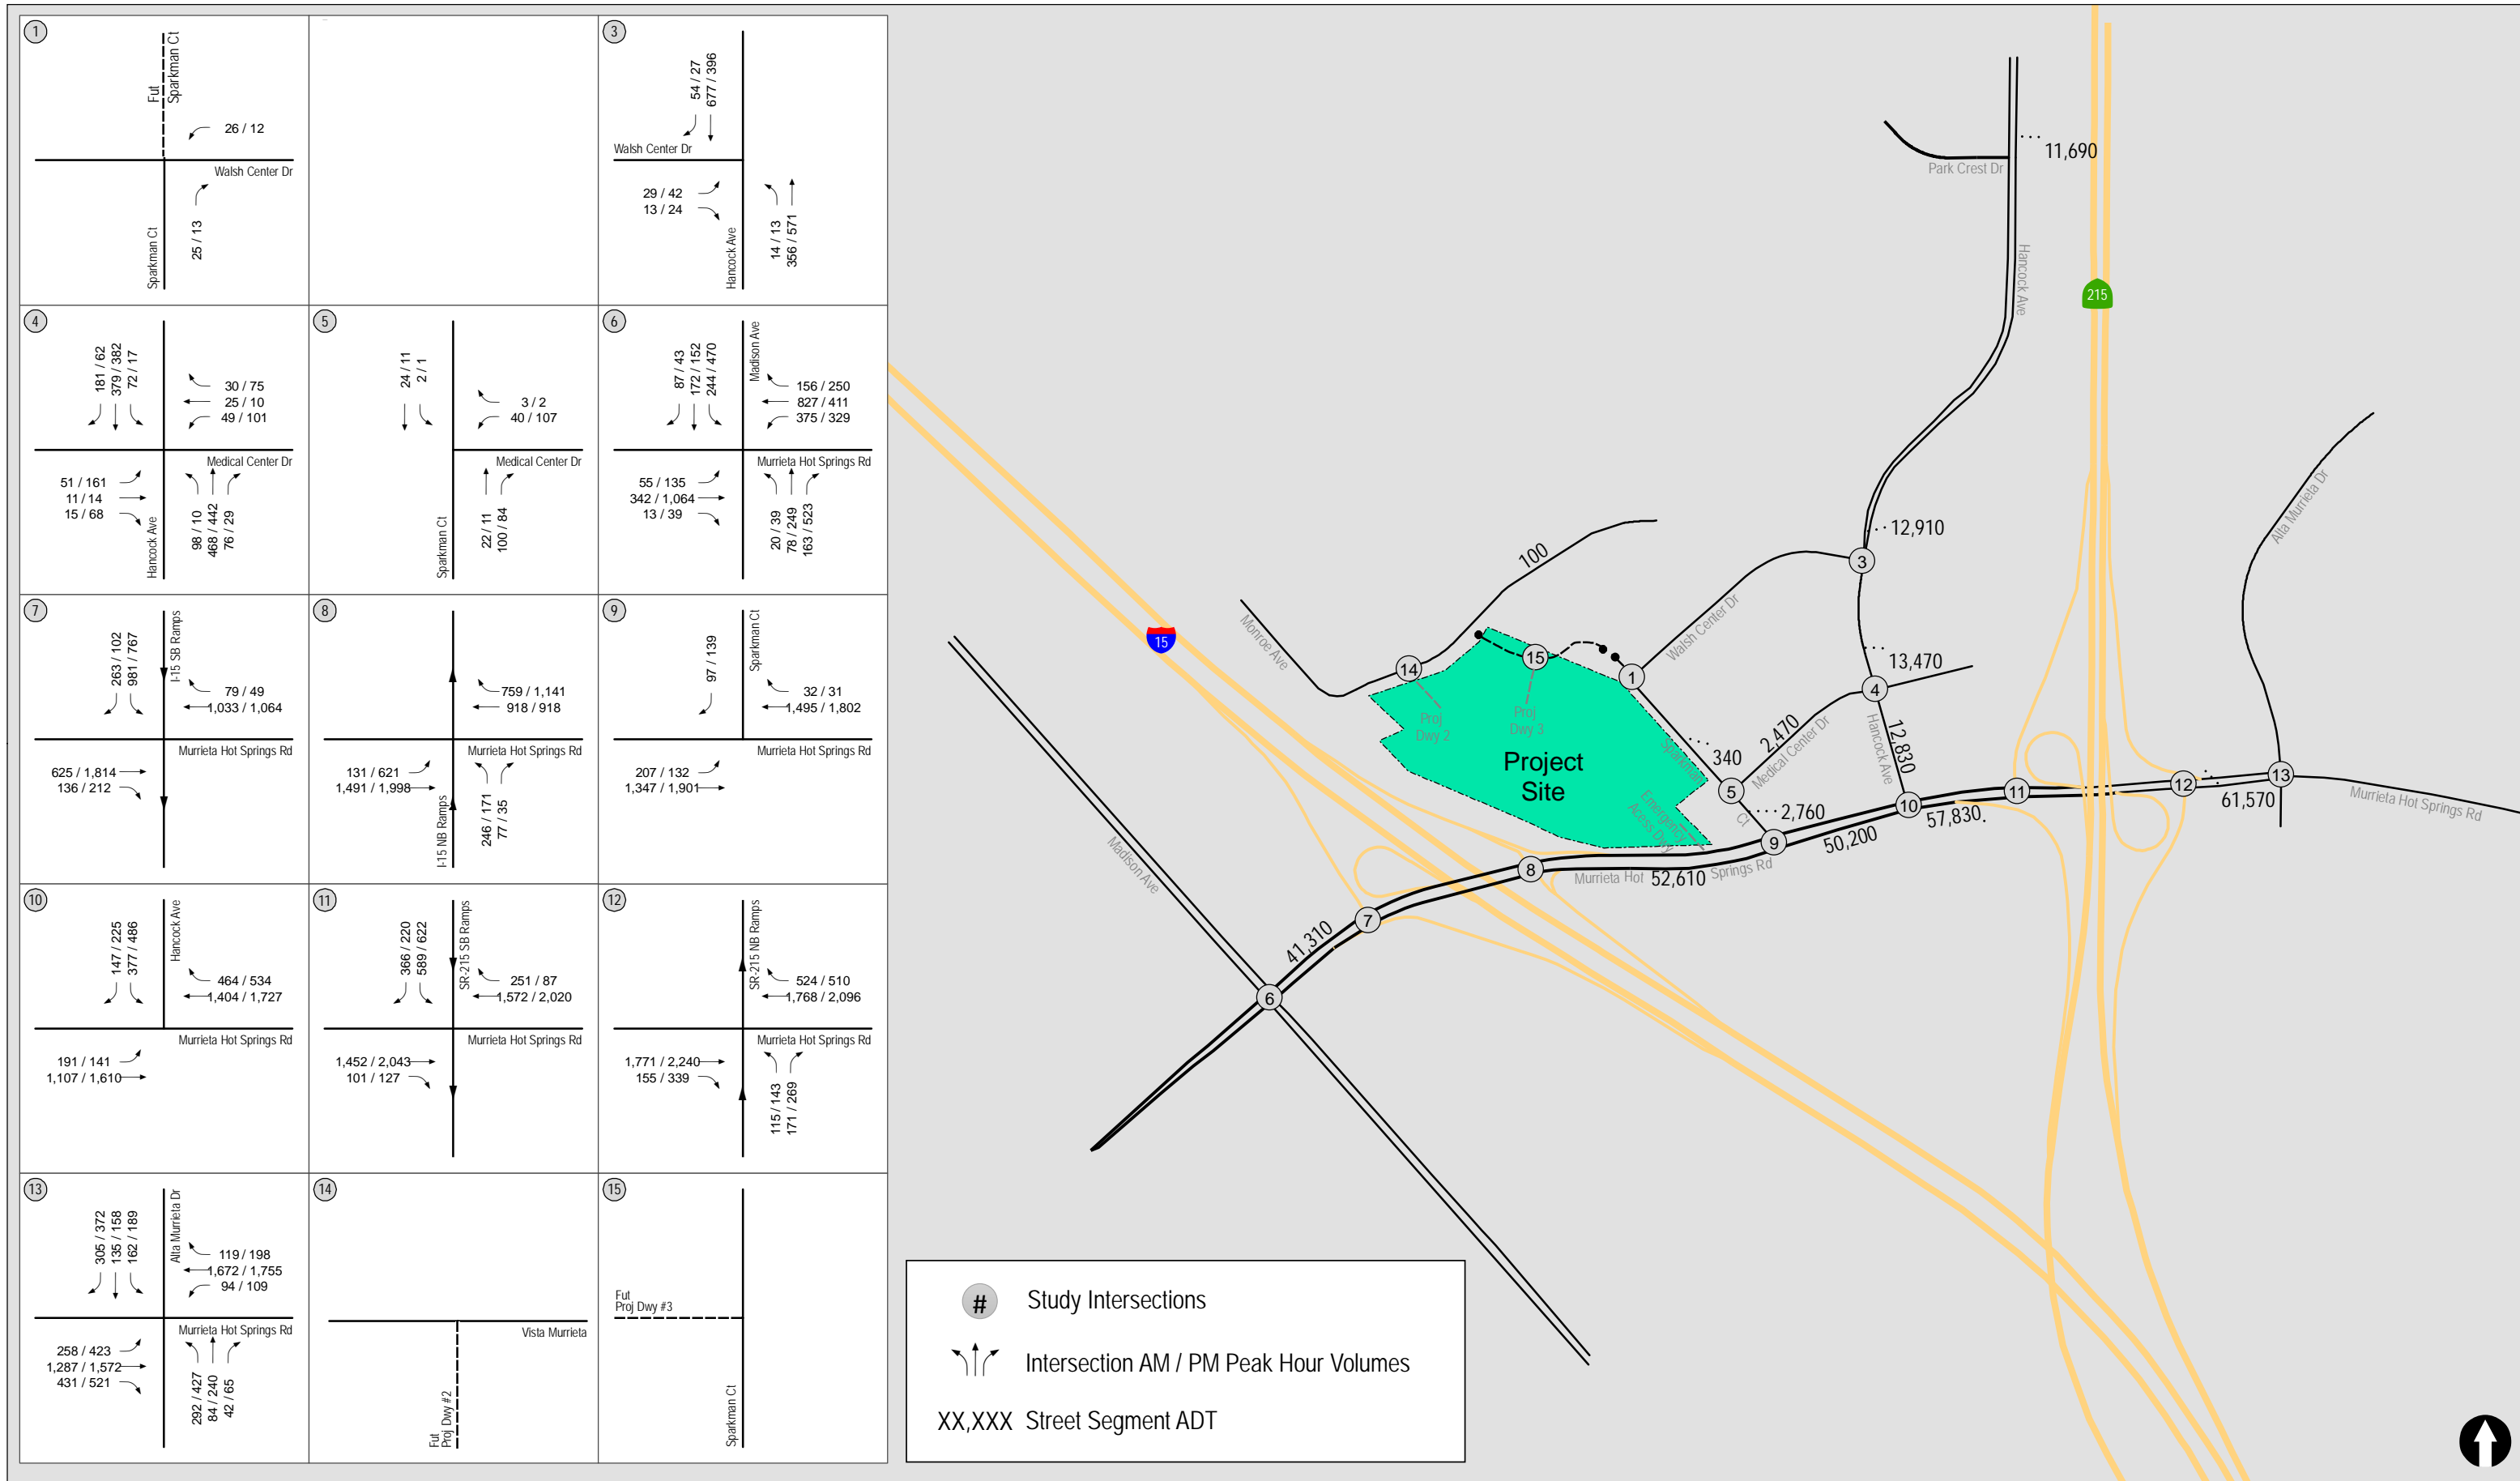 1
Fut
Sparkman Ct
26 / 12
Walsh Center Dr
Sparkman Ct
25 / 13
3
54 / 27
677 / 396
Walsh Center Dr
29 / 42
13 / 24
Hancock Ave
14 / 13
356 / 571
4
181 / 62
379 / 382
72 / 17
30 / 75
25 / 10
49 / 101
Medical Center Dr
51 / 161
11 / 14
15 / 68
Hancock Ave
98 / 10
468 / 442
76 / 29
5
24 / 11
2 / 1
3 / 2
40 / 107
Medical Center Dr
Sparkman Ct
22 / 11
100 / 84
6
87 / 43
172 / 152
244 / 470
Madison Ave
156 / 250
827 / 411
375 / 329
Murrieta Hot Springs Rd
55 / 135
342 / 1,064
13 / 39
20 / 39
78 / 249
163 / 523
7
263 / 102
981 / 767
I-15 SB Ramps
79 / 49
1,033 / 1,064
Murrieta Hot Springs Rd
625 / 1,814
136 / 212
8
759 / 1,141
918 / 918
Murrieta Hot Springs Rd
131 / 621
1,491 / 1,998
I-15 NB Ramps
246 / 171
77 / 35
9
97 / 139
Sparkman Ct
32 / 31
1,495 / 1,802
Murrieta Hot Springs Rd
207 / 132
1,347 / 1,901
10
147 / 225
377 / 486
Hancock Ave
464 / 534
1,404 / 1,727
Murrieta Hot Springs Rd
191 / 141
1,107 / 1,610
11
366 / 220
589 / 622
SR-215 SB Ramps
251 / 87
1,572 / 2,020
Murrieta Hot Springs Rd
1,452 / 2,043
101 / 127
12
SR-215 NB Ramps
524 / 510
1,768 / 2,096
Murrieta Hot Springs Rd
1,771 / 2,240
155 / 339
115 / 143
171 / 269
13
305 / 372
135 / 158
162 / 189
Alta Murrieta Dr
119 / 198
1,672 / 1,755
94 / 109
Murrieta Hot Springs Rd
258 / 423
1,287 / 1,572
431 / 521
292 / 427
84 / 240
42 / 65
14
Vista Murrieta
Fut
Proj Dwy #2
15
Fut
Proj Dwy #3
Sparkman Ct
11,690
Park Crest Dr
Hancock Ave
215
Alta Murrieta Dr
12,910
3
100
15
Monroe Ave
Walsh Center Dr
14
15
1
13,470
4
Proj
Dwy 2
Proj
Dwy 3
Project
Site
Sparkman
Ct
340
2,470
Medical Center Dr
Hancock Ave
12,830
5
Emergency
Acess Dwy
2,760
10
11
12
13
61,570
Murrieta Hot Springs Rd
57,830
50,200
9
8
Murrieta Hot
52,610
Springs Rd
Madison Ave
7
41,310
6
# Study Intersections
Intersection AM / PM Peak Hour Volumes
XX,XXX Street Segment ADT